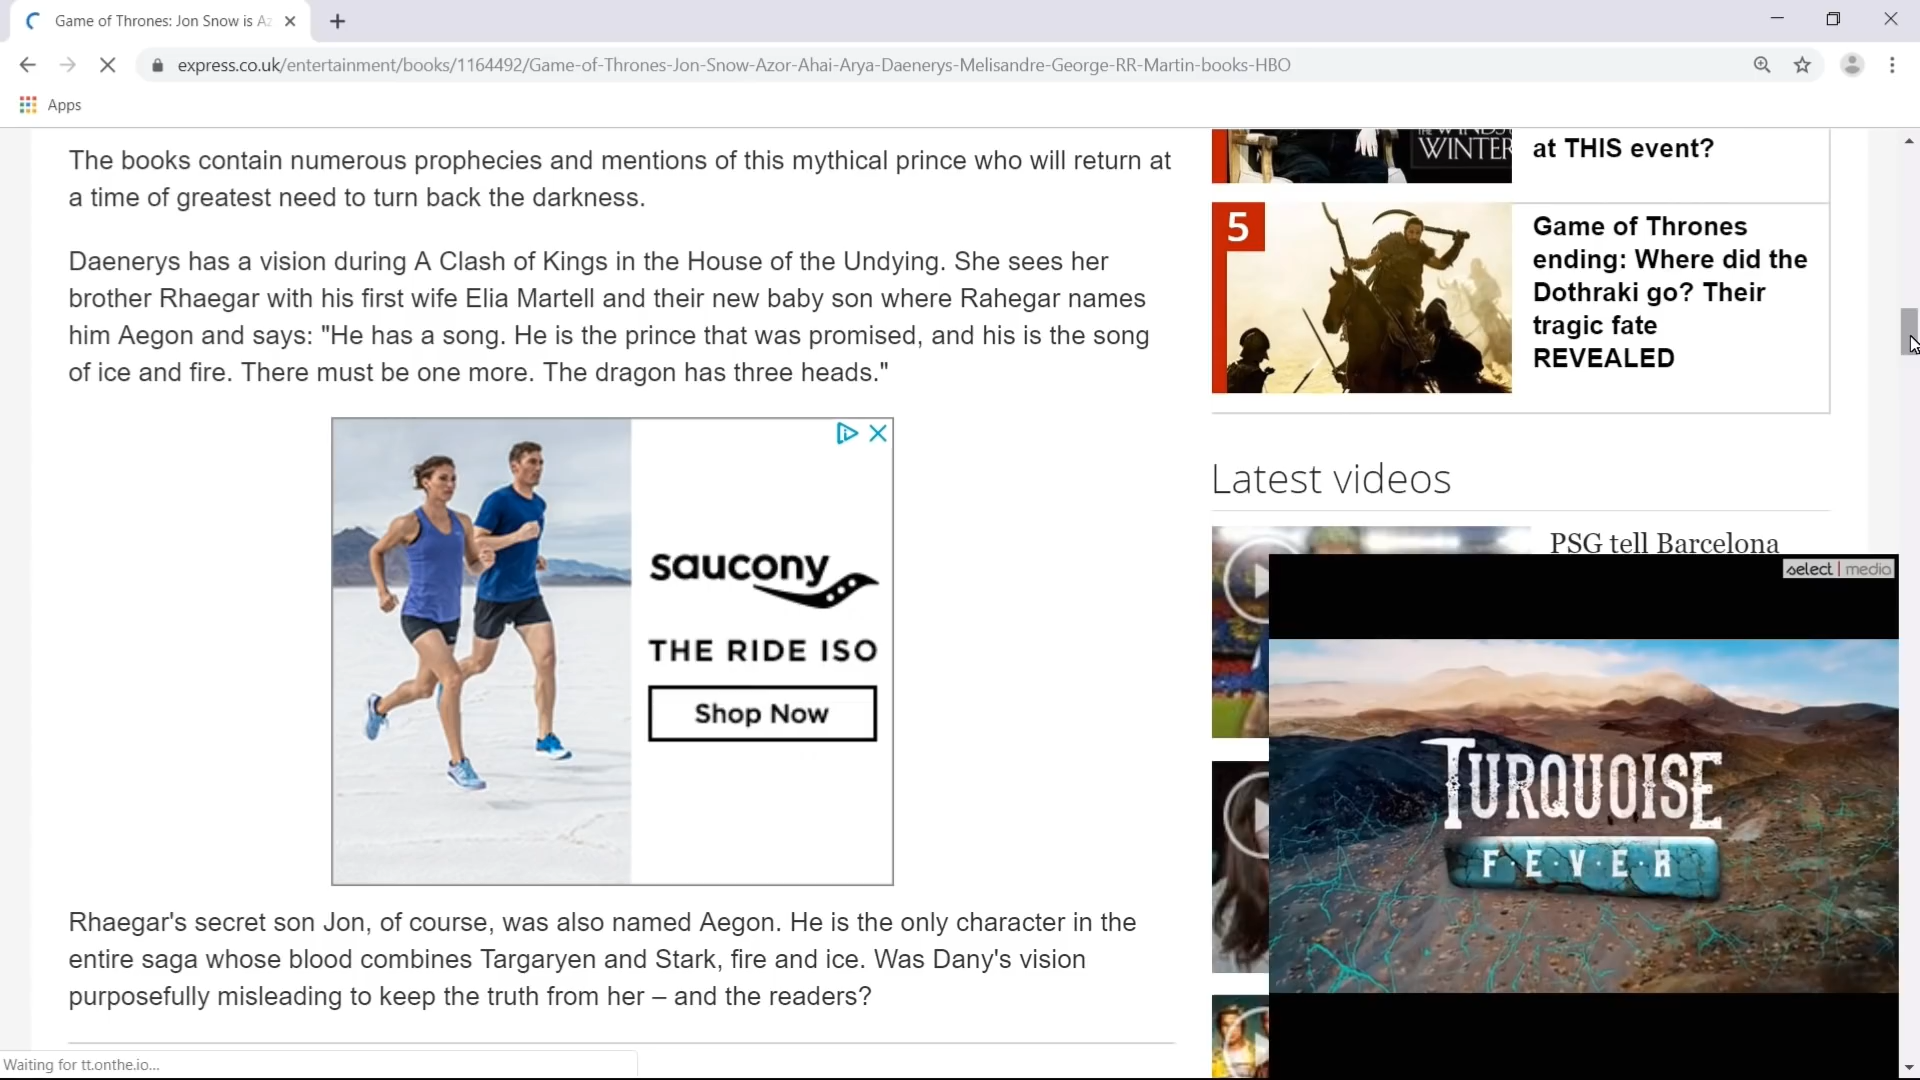 Game of Thrones: Jon Snow is Az
express.co.uk/entertainment/books/1164492/Game-of-Thrones-Jon-Snow-Azor-Ahai-Arya-Daenerys-Melisandre-George-RR-Martin-books-HBO
Apps
The books contain numerous prophecies and mentions of this mythical prince who will return at
a time of greatest need to turn back the darkness.
Daenerys has a vision during A Clash of Kings in the House of the Undying. She sees her
brother Rhaegar with his first wife Elia Martell and their new baby son where Rahegar names
him Aegon and says: "He has a song. He is the prince that was promised, and his is the song
of ice and fire. There must be one more. The dragon has three heads."
saucony
THE RIDE ISO
Shop Now
Rhaegar's secret son Jon, of course, was also named Aegon. He is the only character in the
entire saga whose blood combines Targaryen and Stark, fire and ice. Was Dany's vision
purposefully misleading to keep the truth from her – and the readers?
WINTER
at THIS event?
5
Game of Thrones
ending: Where did the
Dothraki go? Their
tragic fate
REVEALED
Latest videos
PSG tell Barcelona
select | media
TURQUOISE
F·E·V·E·R
Waiting for tt.onthe.io...